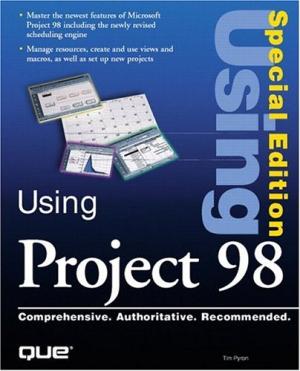 • Master the newest features of Microsoft
Project 98 including the newly revised
scheduling engine
• Manage resources, create and use views and
macros, as well as set up new projects
Special Edition
Using
Using
Project 98
Comprehensive. Authoritative. Recommended.
que®
Tim Pyron